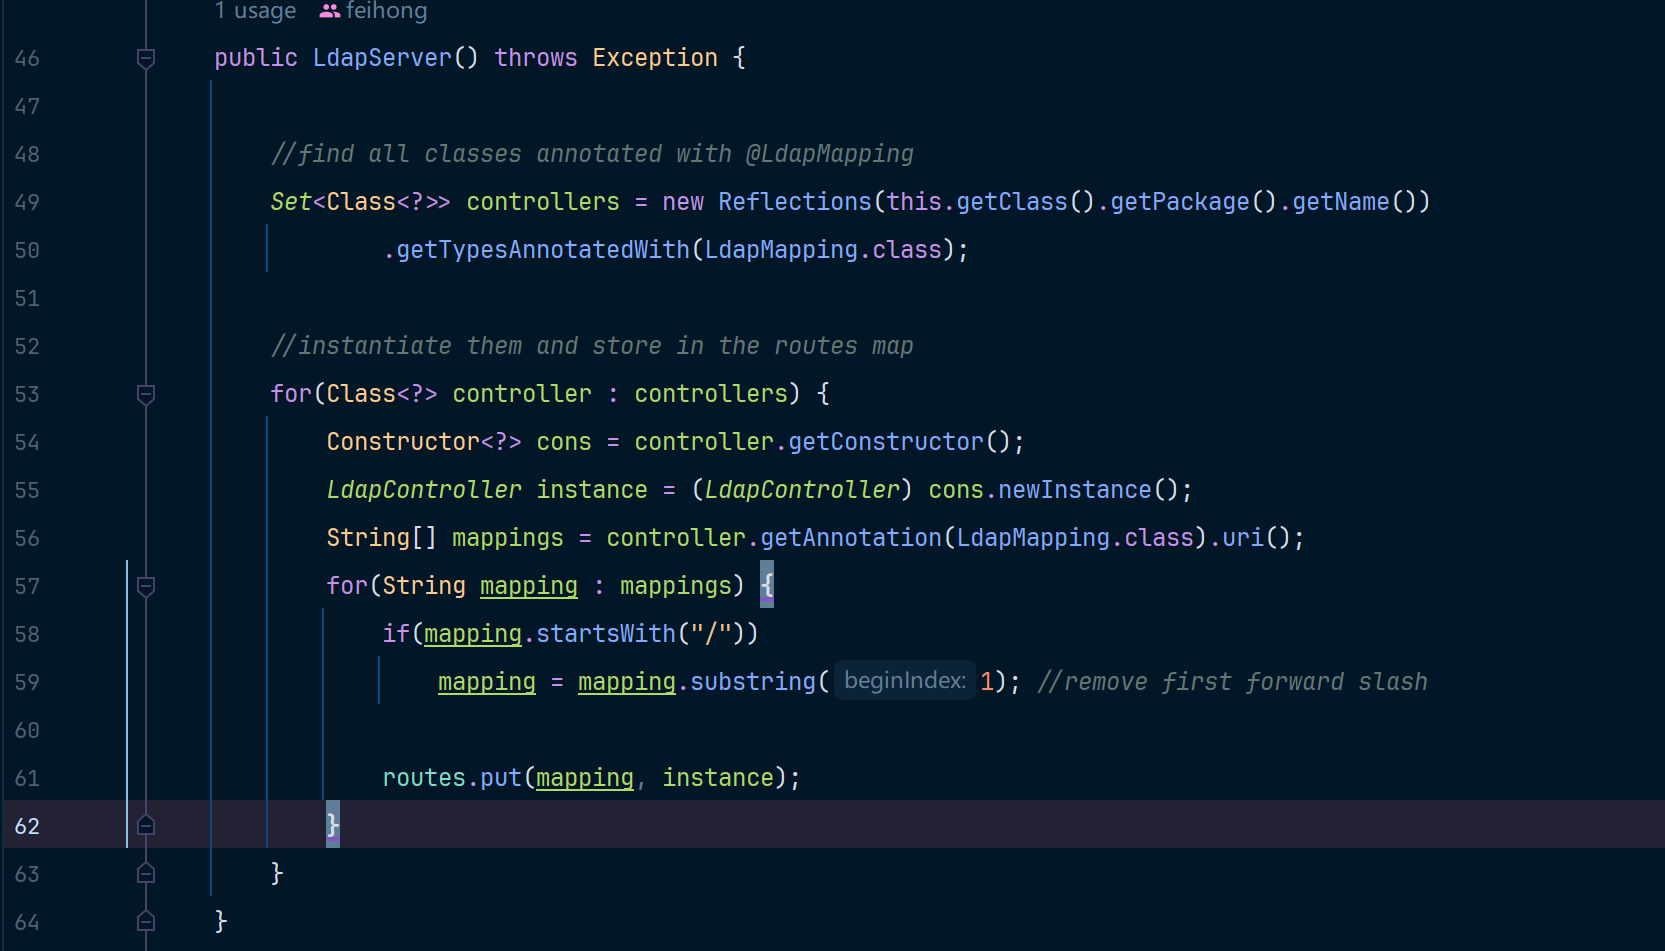 1 usage feihong
46 public LdapServer() throws Exception {
47
48 //find all classes annotated with @LdapMapping
49 Set<Class<?>> controllers = new Reflections(this.getClass().getPackage().getName())
50 .getTypesAnnotatedWith(LdapMapping.class);
51
52 //instantiate them and store in the routes map
53 for(Class<?> controller : controllers) {
54 Constructor<?> cons = controller.getConstructor();
55 LdapController instance = (LdapController) cons.newInstance();
56 String[] mappings = controller.getAnnotation(LdapMapping.class).uri();
57 for(String mapping : mappings) {
58 if(mapping.startsWith("/"))
59 mapping = mapping.substring( beginIndex: 1); //remove first forward slash
60
61 routes.put(mapping, instance);
62 }
63 }
64 }